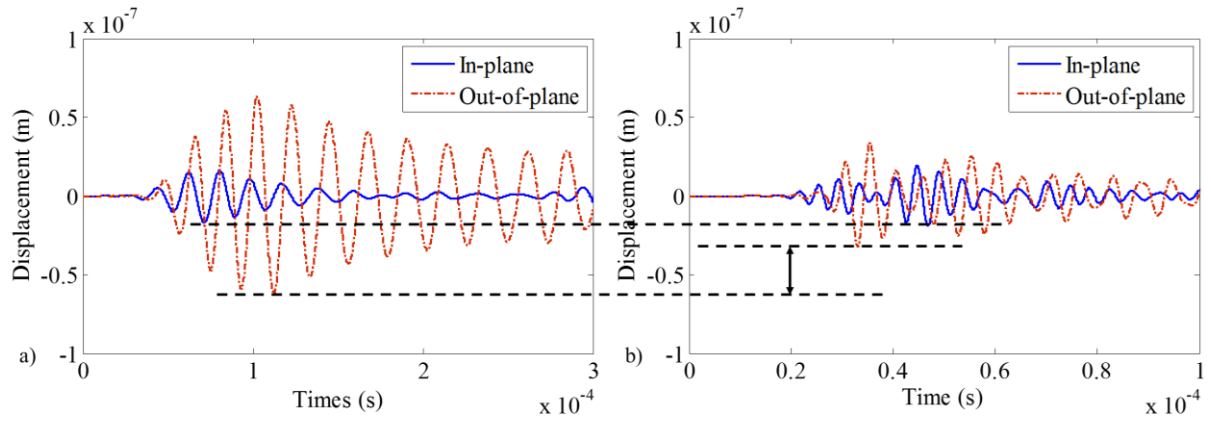 x 10^-7
1
0.5
0
-0.5
-1
Displacement (m)
In-plane
Out-of-plane
a)
0
1
2
3
Times (s)
x 10^-4
x 10^-7
1
0.5
0
-0.5
-1
Displacement (m)
In-plane
Out-of-plane
b)
0
0.2
0.4
0.6
0.8
1
Time (s)
x 10^-4